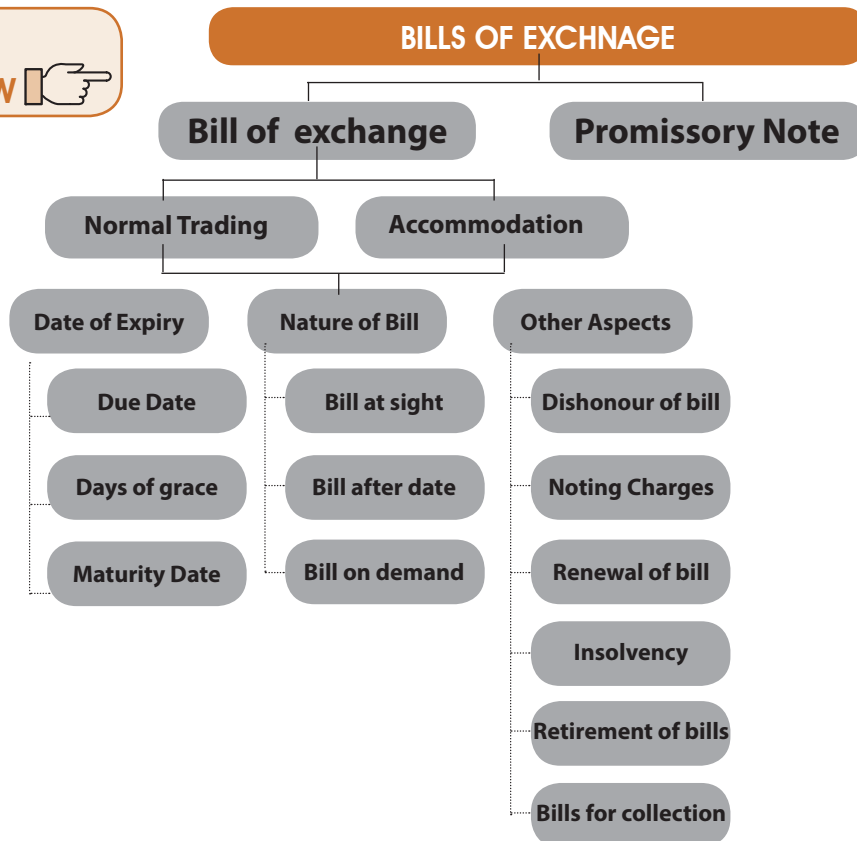 BILLS OF EXCHNAGE
W
Bill of exchange
Promissory Note
Normal Trading
Accommodation
Date of Expiry
Nature of Bill
Other Aspects
Due Date
Bill at sight
Dishonour of bill
Days of grace
Bill after date
Noting Charges
Maturity Date
Bill on demand
Renewal of bill
Insolvency
Retirement of bills
Bills for collection